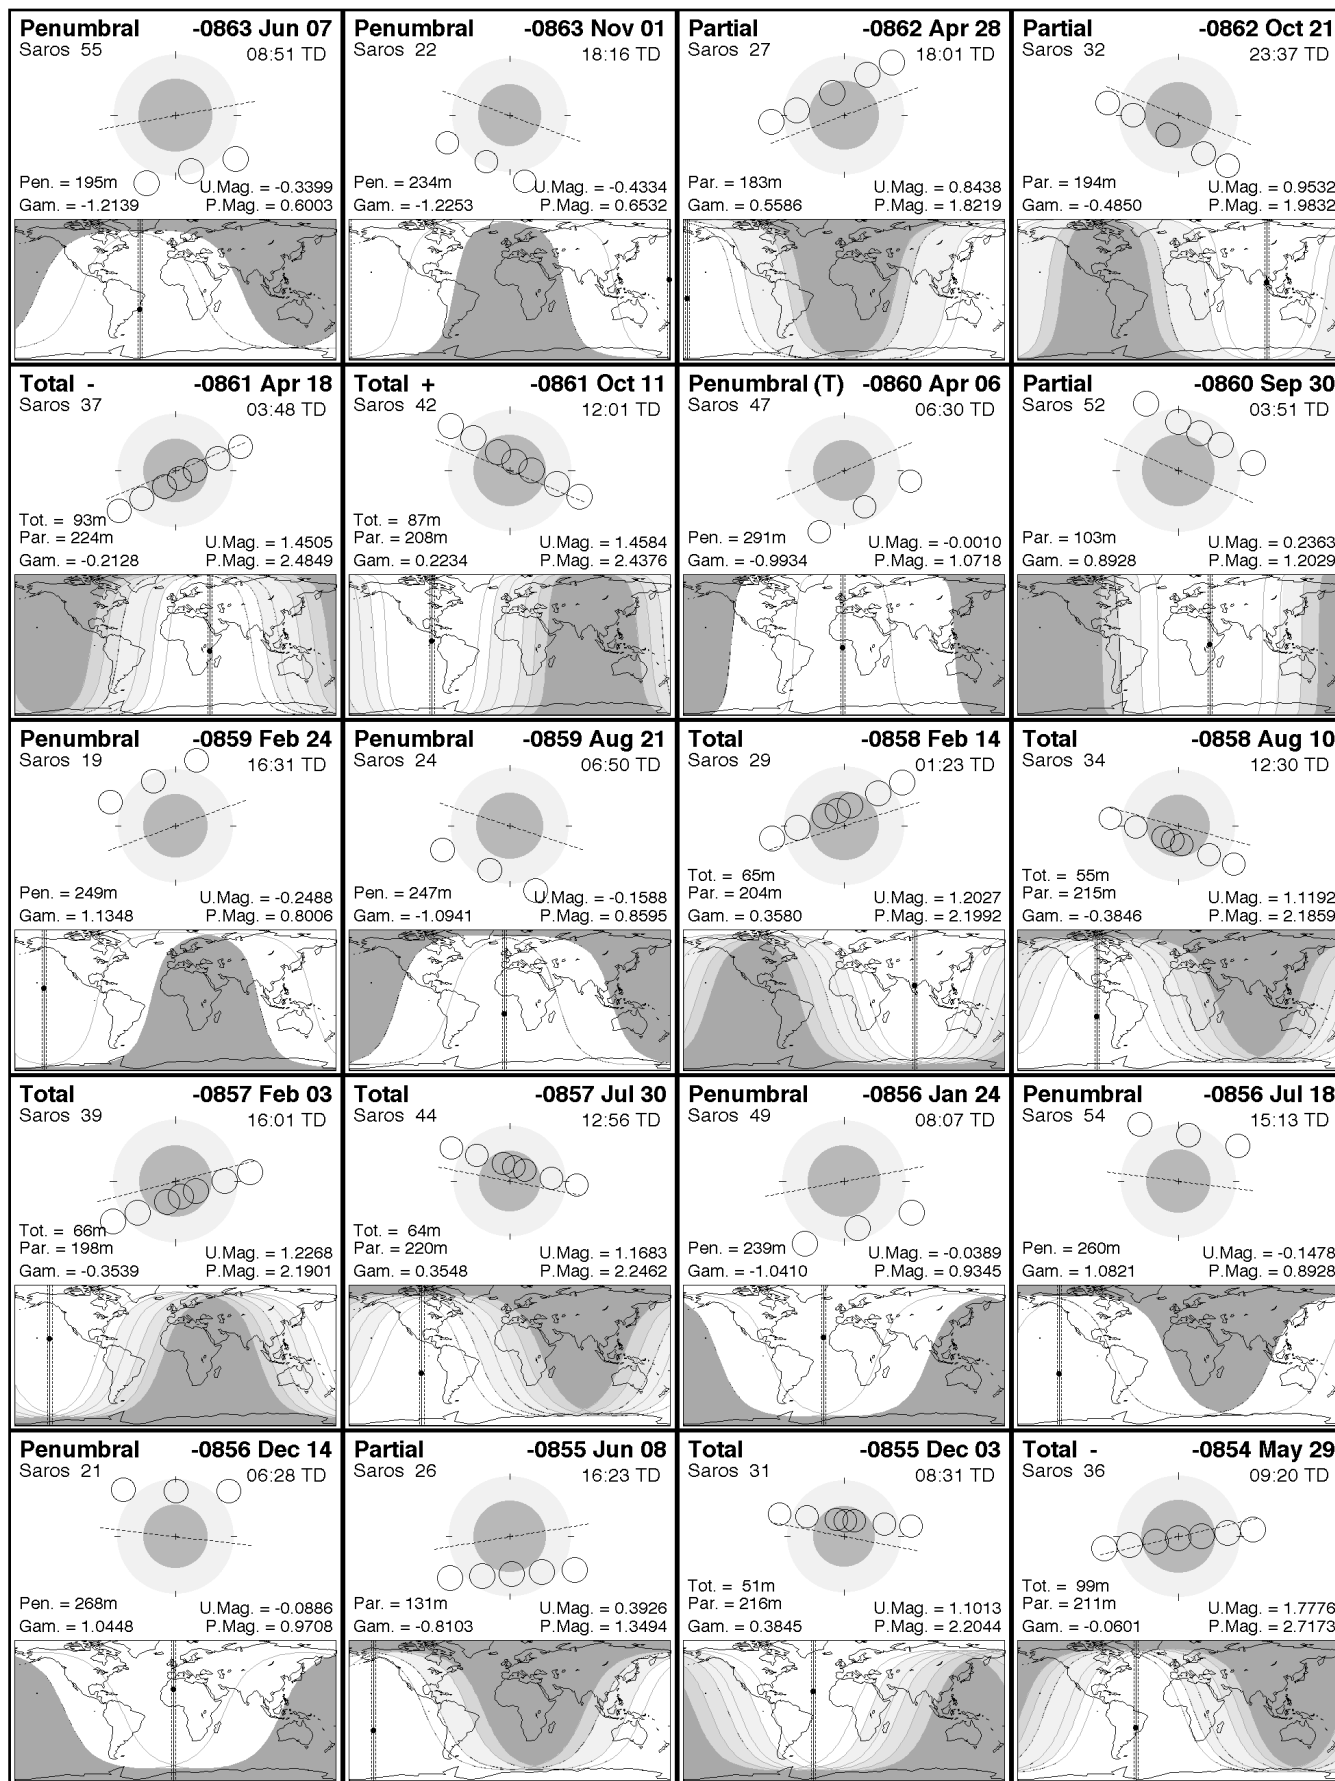 Penumbral -0863 Jun 07
Saros 55 08:51 TD
Pen. = 195m U.Mag. = -0.3399
Gam. = -1.2139 P.Mag. = 0.6003
Penumbral -0863 Nov 01
Saros 22 18:16 TD
Pen. = 234m U.Mag. = -0.4334
Gam. = -1.2253 P.Mag. = 0.6532
Partial -0862 Apr 28
Saros 27 18:01 TD
Par. = 183m U.Mag. = 0.8438
Gam. = 0.5586 P.Mag. = 1.8219
Partial -0862 Oct 21
Saros 32 23:37 TD
Par. = 194m U.Mag. = 0.9532
Gam. = -0.4850 P.Mag. = 1.9832
Total - -0861 Apr 18
Saros 37 03:48 TD
Tot. = 93m
Par. = 224m U.Mag. = 1.4505
Gam. = -0.2128 P.Mag. = 2.4849
Total + -0861 Oct 11
Saros 42 12:01 TD
Tot. = 87m
Par. = 208m U.Mag. = 1.4584
Gam. = 0.2234 P.Mag. = 2.4376
Penumbral (T) -0860 Apr 06
Saros 47 06:30 TD
Pen. = 291m U.Mag. = -0.0010
Gam. = -0.9934 P.Mag. = 1.0718
Partial -0860 Sep 30
Saros 52 03:51 TD
Par. = 103m U.Mag. = 0.2363
Gam. = 0.8928 P.Mag. = 1.2029
Penumbral -0859 Feb 24
Saros 19 16:31 TD
Pen. = 249m U.Mag. = -0.2488
Gam. = 1.1348 P.Mag. = 0.8006
Penumbral -0859 Aug 21
Saros 24 06:50 TD
Pen. = 247m U.Mag. = -0.1588
Gam. = -1.0941 P.Mag. = 0.8595
Total -0858 Feb 14
Saros 29 01:23 TD
Tot. = 65m
Par. = 204m U.Mag. = 1.2027
Gam. = 0.3580 P.Mag. = 2.1992
Total -0858 Aug 10
Saros 34 12:30 TD
Tot. = 55m
Par. = 215m U.Mag. = 1.1192
Gam. = -0.3846 P.Mag. = 2.1859
Total -0857 Feb 03
Saros 39 16:01 TD
Tot. = 66m
Par. = 198m U.Mag. = 1.2268
Gam. = -0.3539 P.Mag. = 2.1901
Total -0857 Jul 30
Saros 44 12:56 TD
Tot. = 64m
Par. = 220m U.Mag. = 1.1683
Gam. = 0.3548 P.Mag. = 2.2462
Penumbral -0856 Jan 24
Saros 49 08:07 TD
Pen. = 239m U.Mag. = -0.0389
Gam. = -1.0410 P.Mag. = 0.9345
Penumbral -0856 Jul 18
Saros 54 15:13 TD
Pen. = 260m U.Mag. = -0.1478
Gam. = 1.0821 P.Mag. = 0.8928
Penumbral -0856 Dec 14
Saros 21 06:28 TD
Pen. = 268m U.Mag. = -0.0886
Gam. = 1.0448 P.Mag. = 0.9708
Partial -0855 Jun 08
Saros 26 16:23 TD
Par. = 131m U.Mag. = 0.3926
Gam. = -0.8103 P.Mag. = 1.3494
Total -0855 Dec 03
Saros 31 08:31 TD
Tot. = 51m
Par. = 216m U.Mag. = 1.1013
Gam. = 0.3845 P.Mag. = 2.2044
Total - -0854 May 29
Saros 36 09:20 TD
Tot. = 99m
Par. = 211m U.Mag. = 1.7776
Gam. = -0.0601 P.Mag. = 2.7173